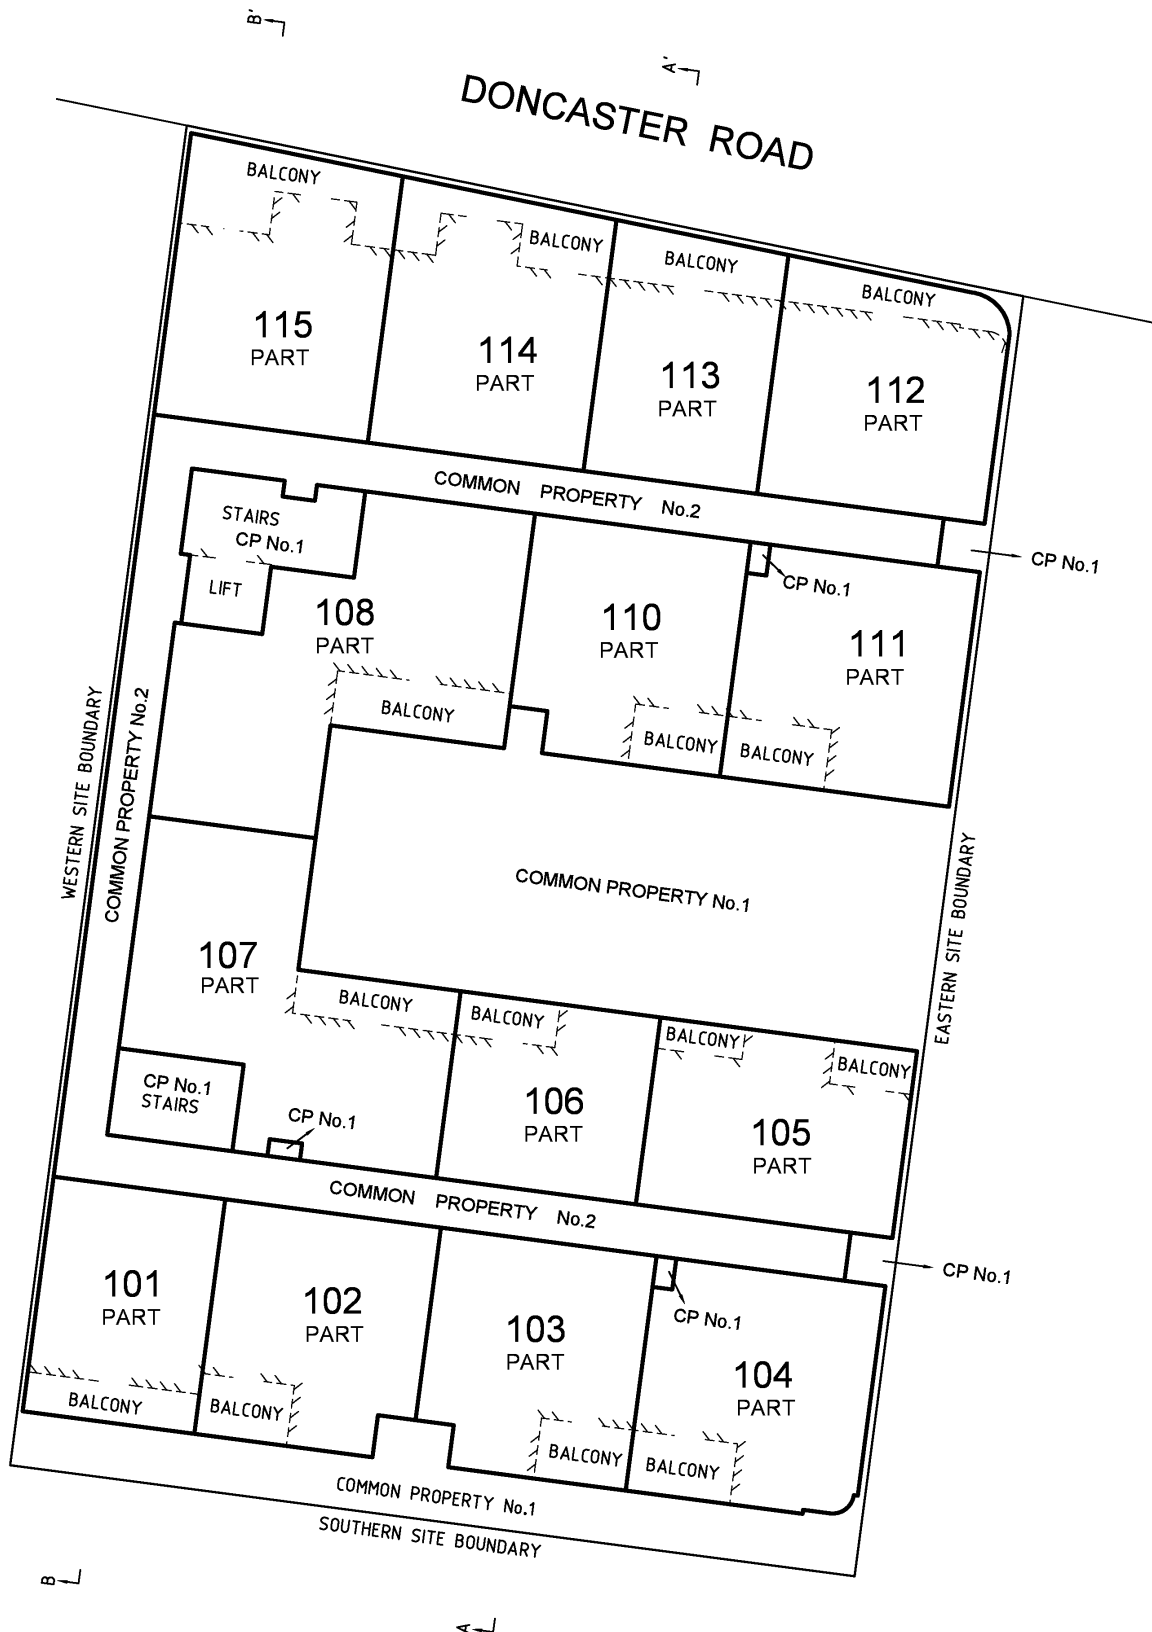 B'
A'
DONCASTER ROAD
BALCONY
BALCONY
BALCONY
BALCONY
115
PART
114
PART
113
PART
112
PART
COMMON PROPERTY No.2
STAIRS
CP No.1
LIFT
CP No.1
CP No.1
108
PART
110
PART
111
PART
BALCONY
BALCONY
BALCONY
WESTERN SITE BOUNDARY
COMMON PROPERTY No.2
COMMON PROPERTY No.1
EASTERN SITE BOUNDARY
107
PART
BALCONY
BALCONY
BALCONY
BALCONY
CP No.1
STAIRS
CP No.1
106
PART
105
PART
COMMON PROPERTY No.2
CP No.1
101
PART
102
PART
103
PART
CP No.1
104
PART
BALCONY
BALCONY
BALCONY
BALCONY
COMMON PROPERTY No.1
SOUTHERN SITE BOUNDARY
B
A